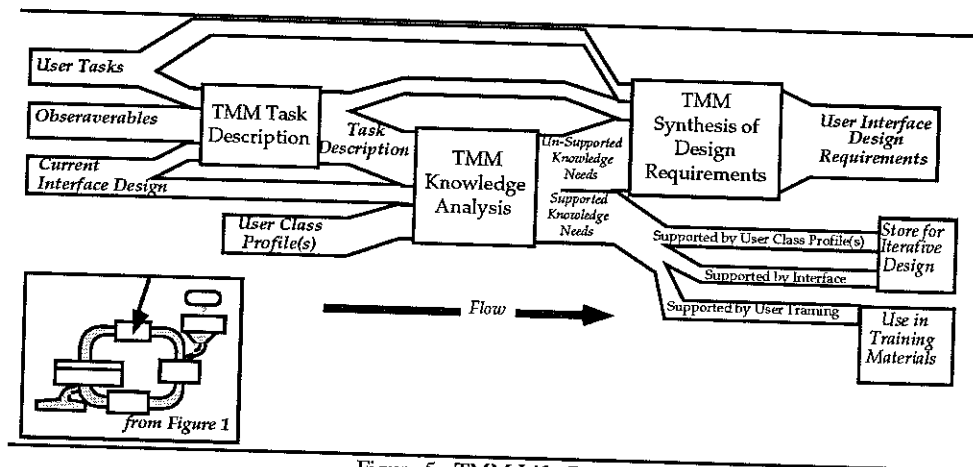 User Tasks
Obseraverables
Current
Interface Design
TMM Task
Description
Task
Description
User Class
Profile(s)
TMM
Knowledge
Analysis
Un-Supported
Knowledge
Needs
Supported
Knowledge
Needs
TMM
Synthesis of
Design
Requirements
User Interface
Design
Requirements
Supported by User Class Profile(s)
Supported by Interface
Supported by User Training
Store for
Iterative
Design
Use in
Training
Materials
Flow
from Figure 1